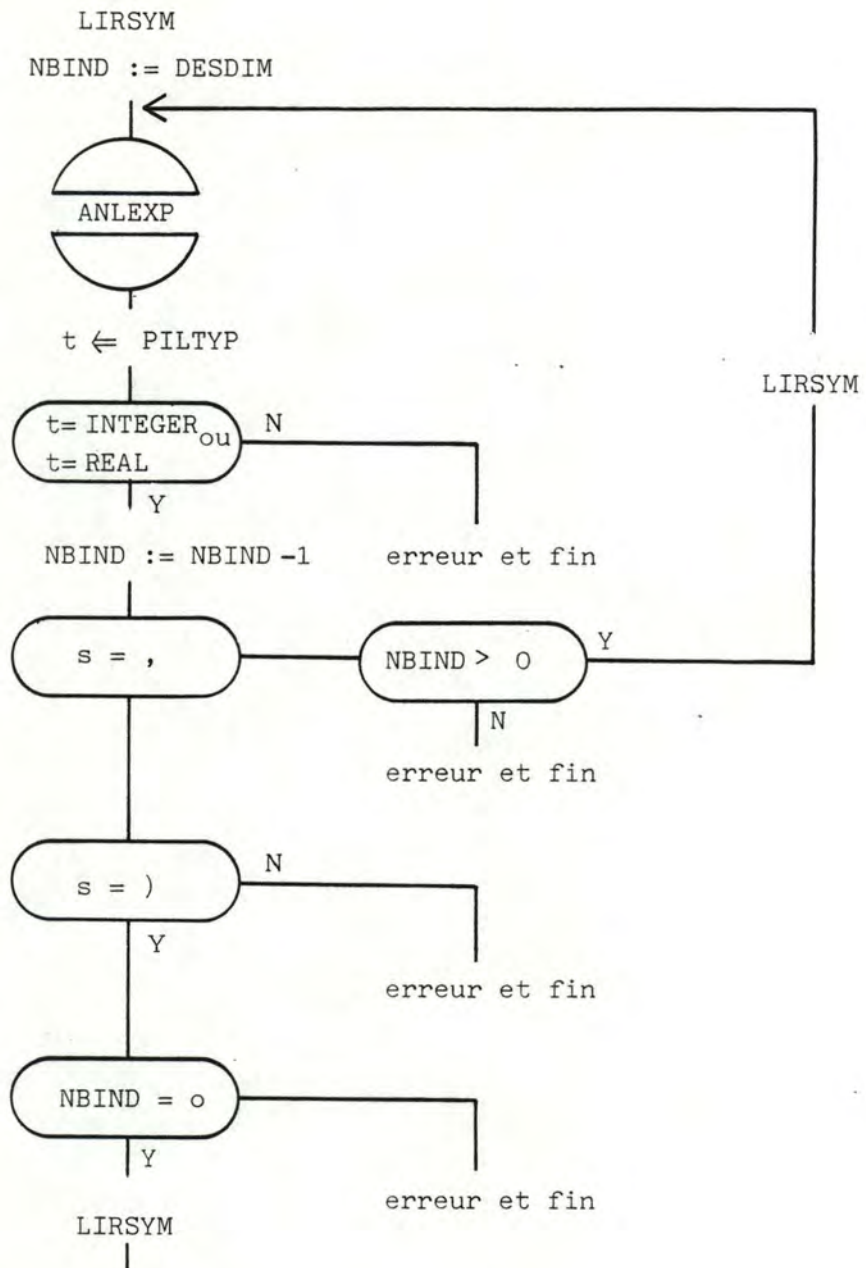 LIRSYM
NBIND := DESDIM
ANLEXP
t ⇐ PILTYP
LIRSYM
t= INTEGER ou
t= REAL
N
Y
NBIND := NBIND -1
erreur et fin
s = ,
NBIND > O
Y
N
erreur et fin
s = )
N
Y
erreur et fin
NBIND = o
Y
erreur et fin
LIRSYM